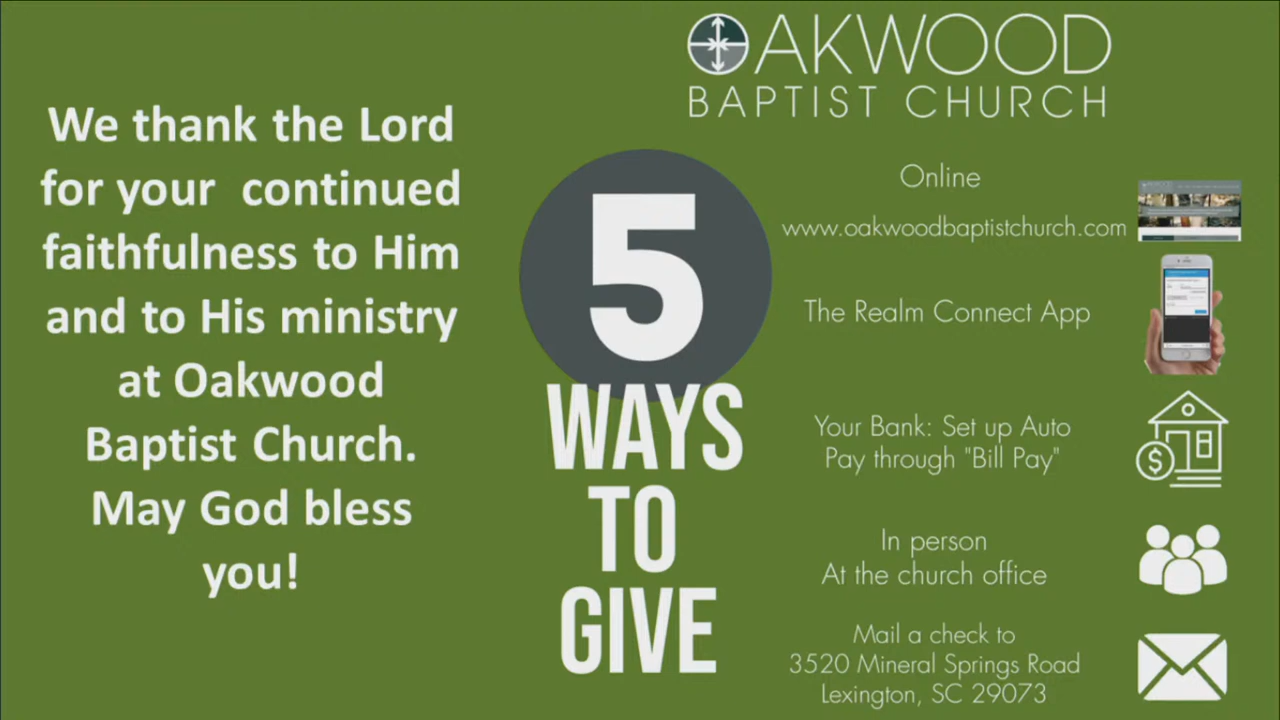 OAKWOOD
BAPTIST CHURCH
We thank the Lord
for your continued
faithfulness to Him
and to His ministry
at Oakwood
Baptist Church.
May God bless
you!
5
WAYS
TO
GIVE
Online
www.oakwoodbaptistchurch.com
The Realm Connect App
Your Bank: Set up Auto
Pay through "Bill Pay"
In person
At the church office
Mail a check to
3520 Mineral Springs Road
Lexington, SC 29073